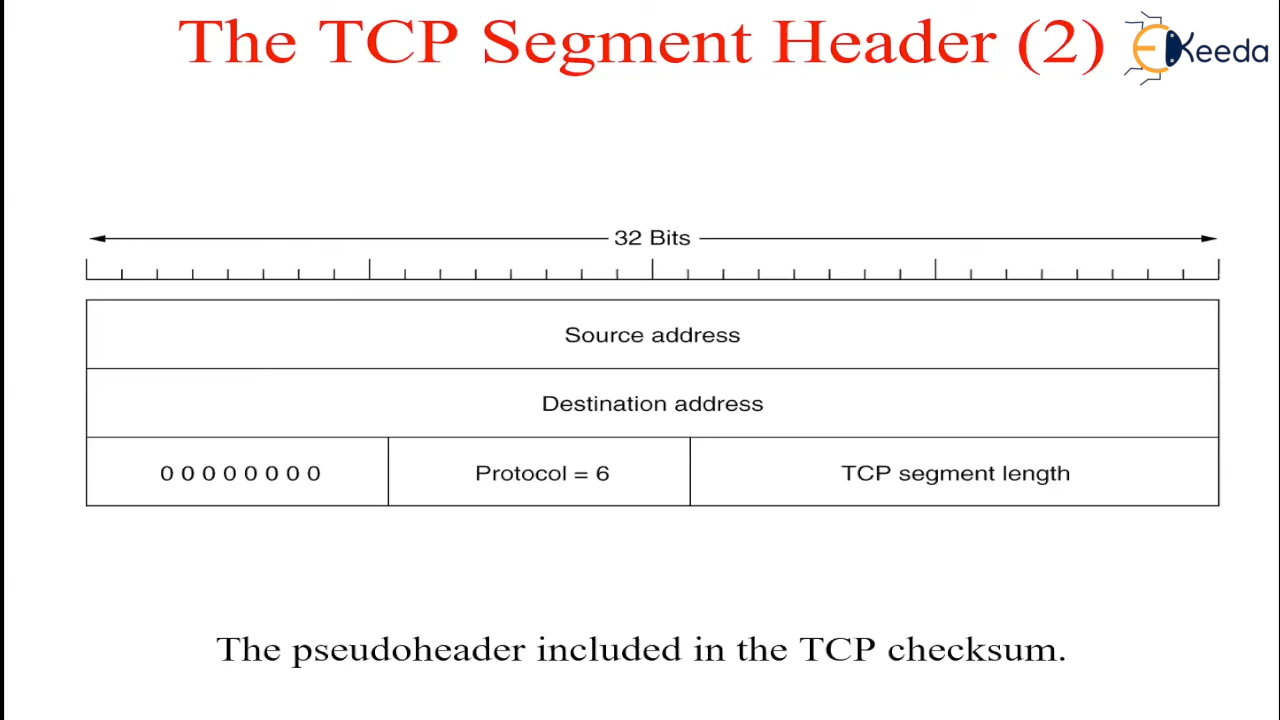 The TCP Segment Header (2)
EKeeda
32 Bits
Source address
Destination address
0 0 0 0 0 0 0 0
Protocol = 6
TCP segment length
The pseudoheader included in the TCP checksum.